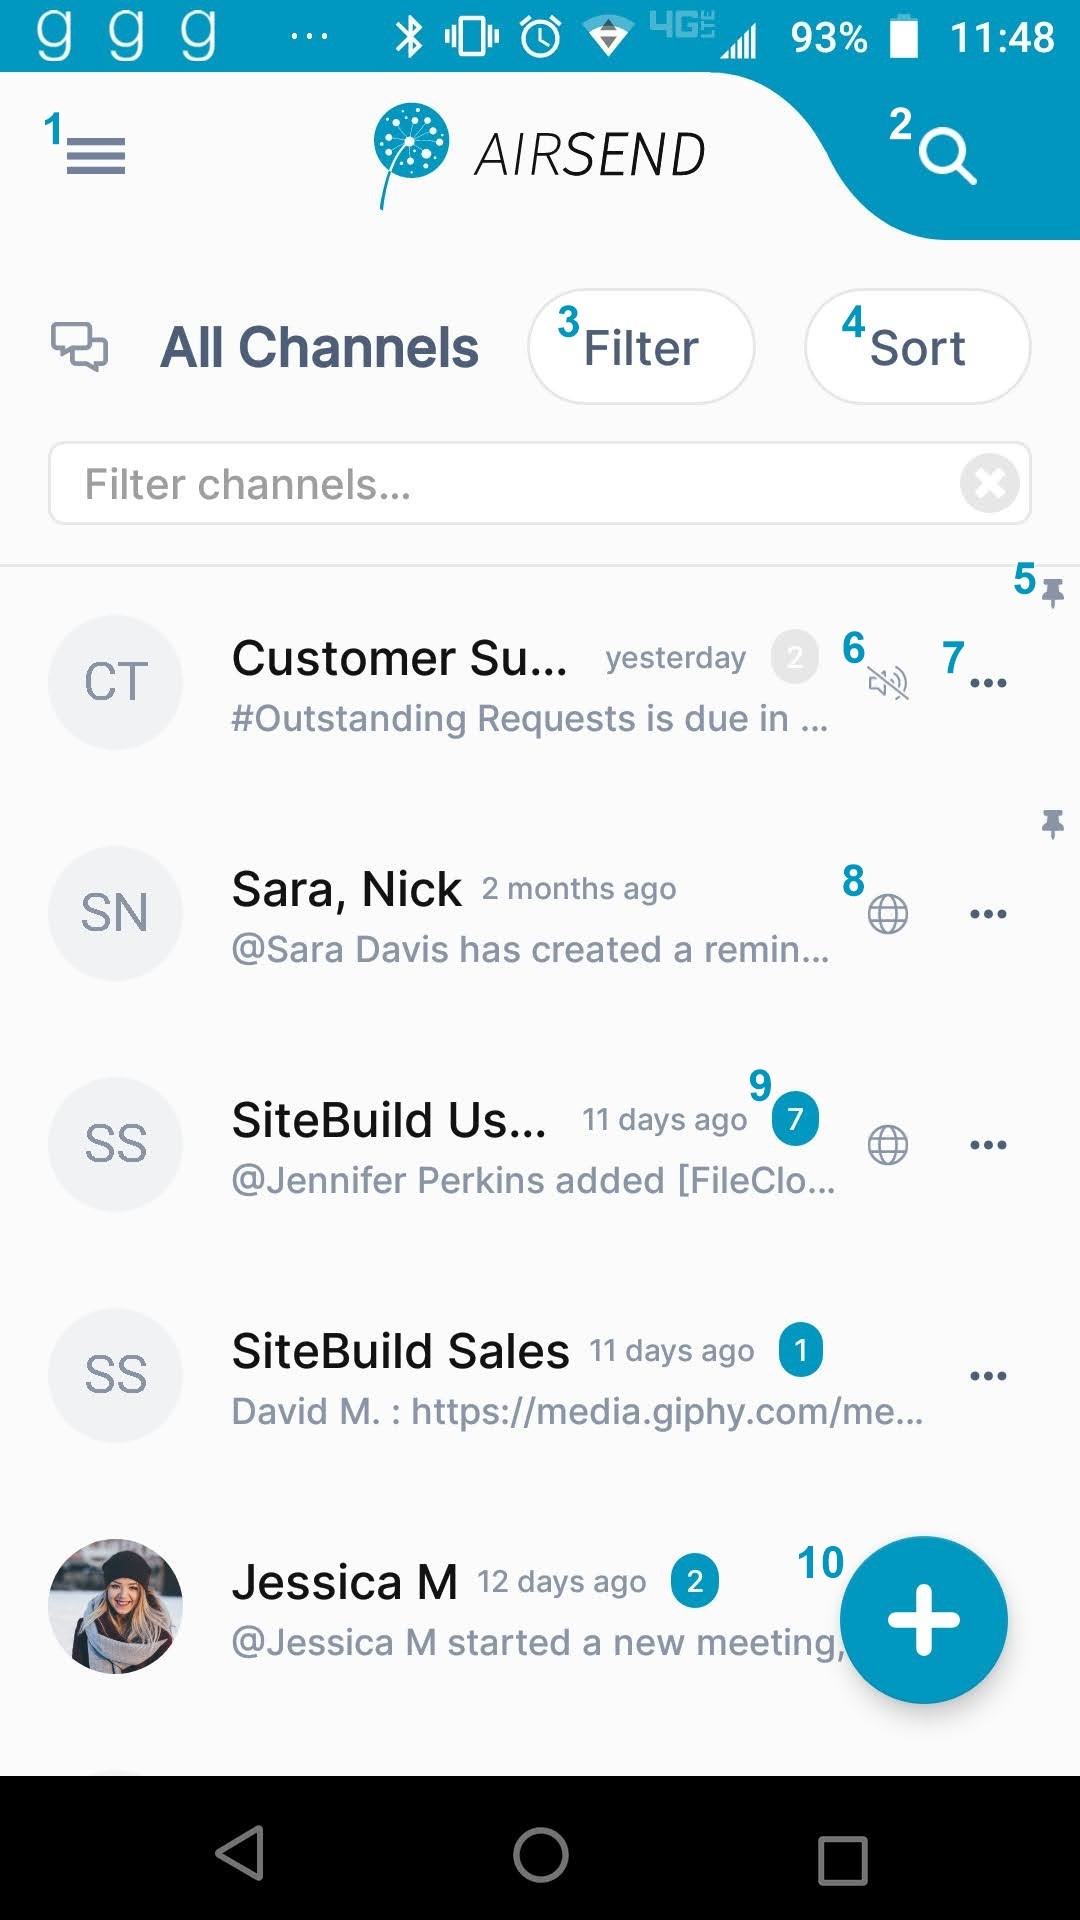 g g g ... 4G LTE 93% 11:48
1 AIRSEND 2
All Channels 3 Filter 4 Sort
Filter channels...
5
CT Customer Su... yesterday 2 6 7 ...
#Outstanding Requests is due in ...
SN Sara, Nick 2 months ago 8 ...
@Sara Davis has created a remin...
SS SiteBuild Us... 11 days ago 9 7 ...
@Jennifer Perkins added [FileClo...
SS SiteBuild Sales 11 days ago 1 ...
David M. : https://media.giphy.com/me...
Jessica M 12 days ago 2 10
@Jessica M started a new meeting,